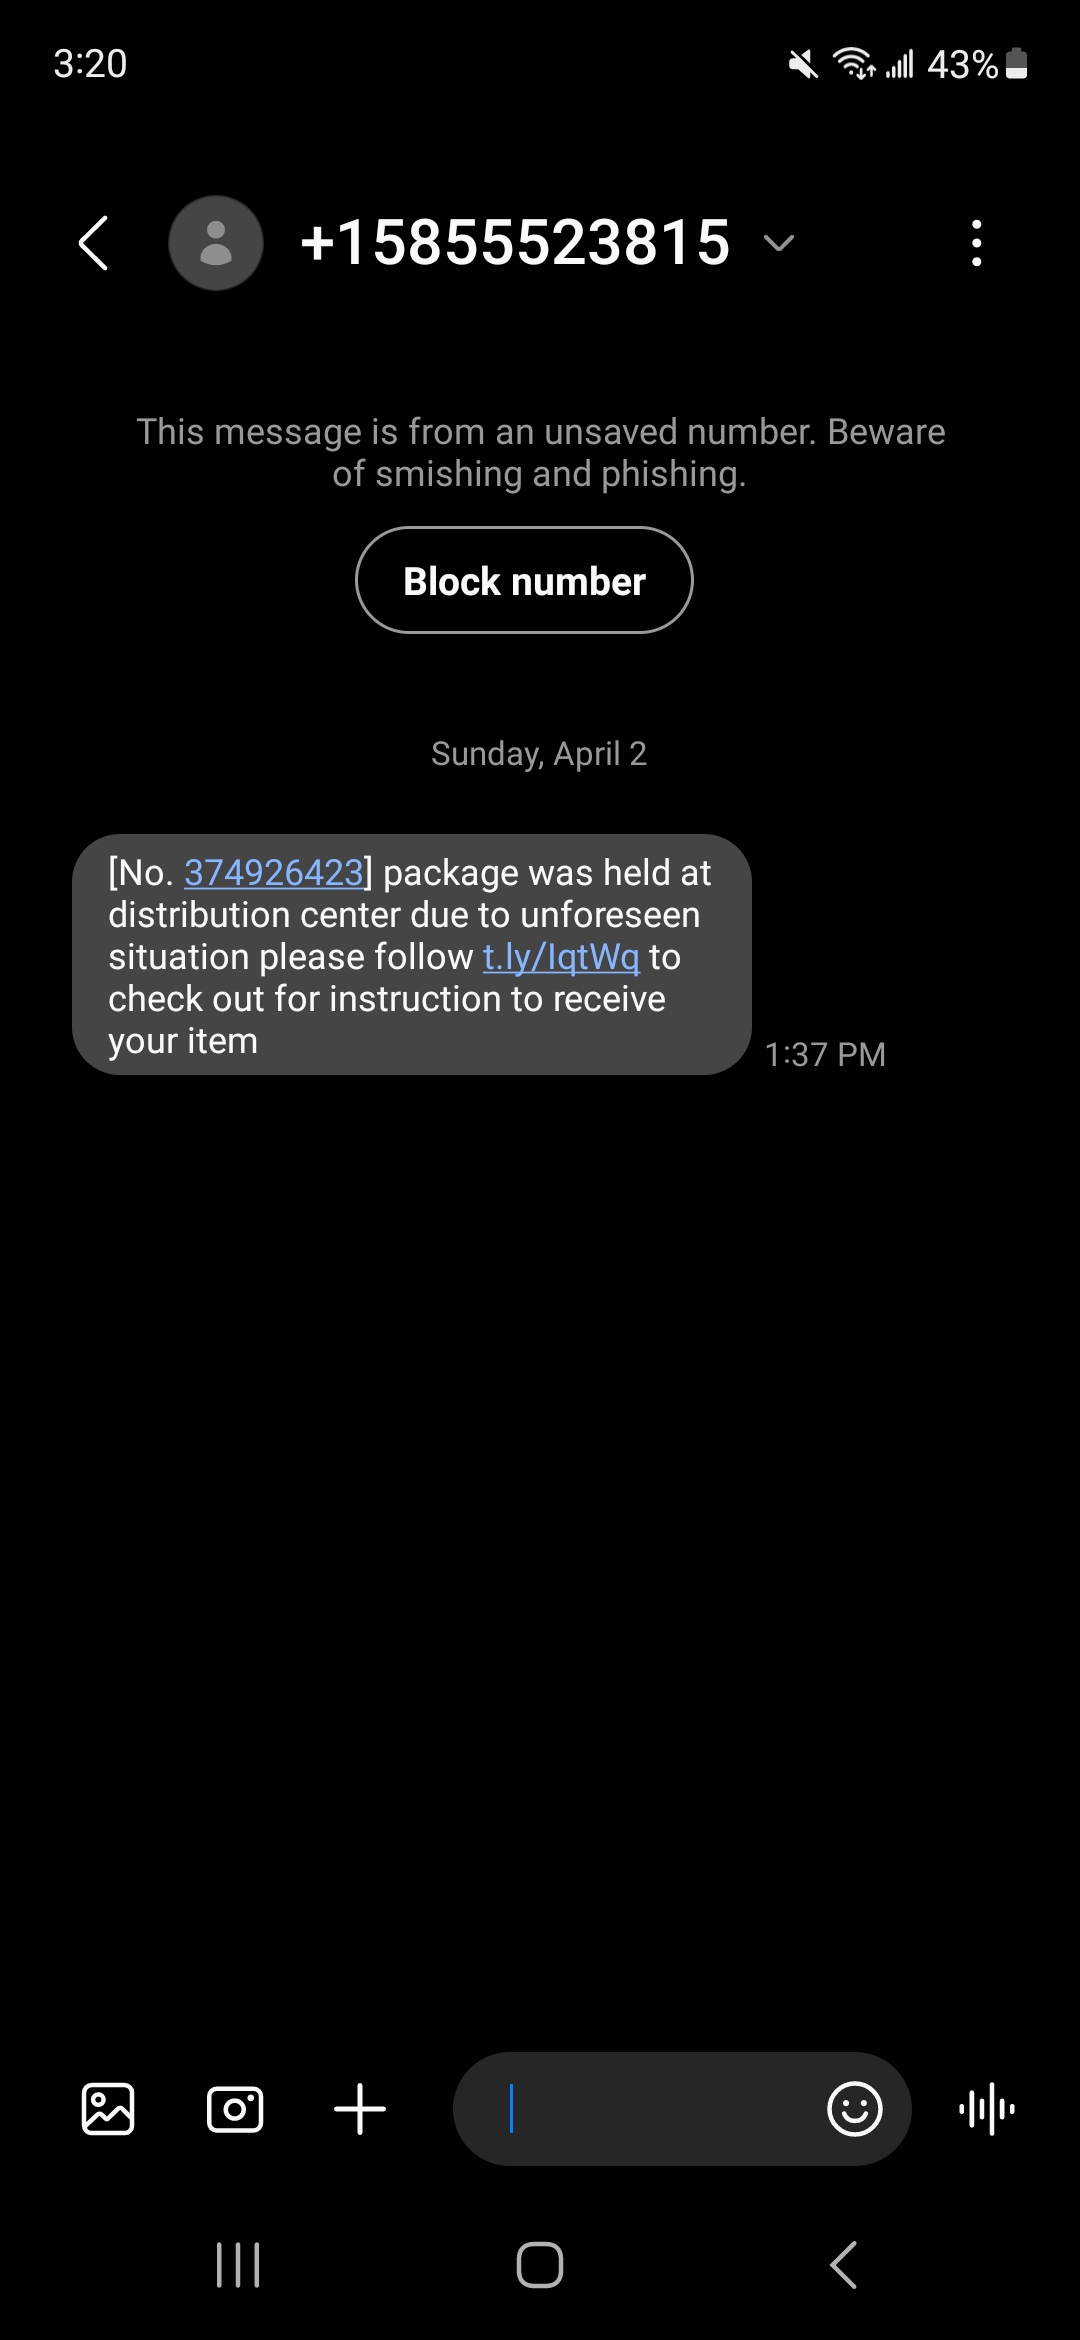 3:20
43%
+15855523815
This message is from an unsaved number. Beware
of smishing and phishing.
Block number
Sunday, April 2
[No. 374926423] package was held at
distribution center due to unforeseen
situation please follow t.ly/IqtWq to
check out for instruction to receive
your item
1:37 PM